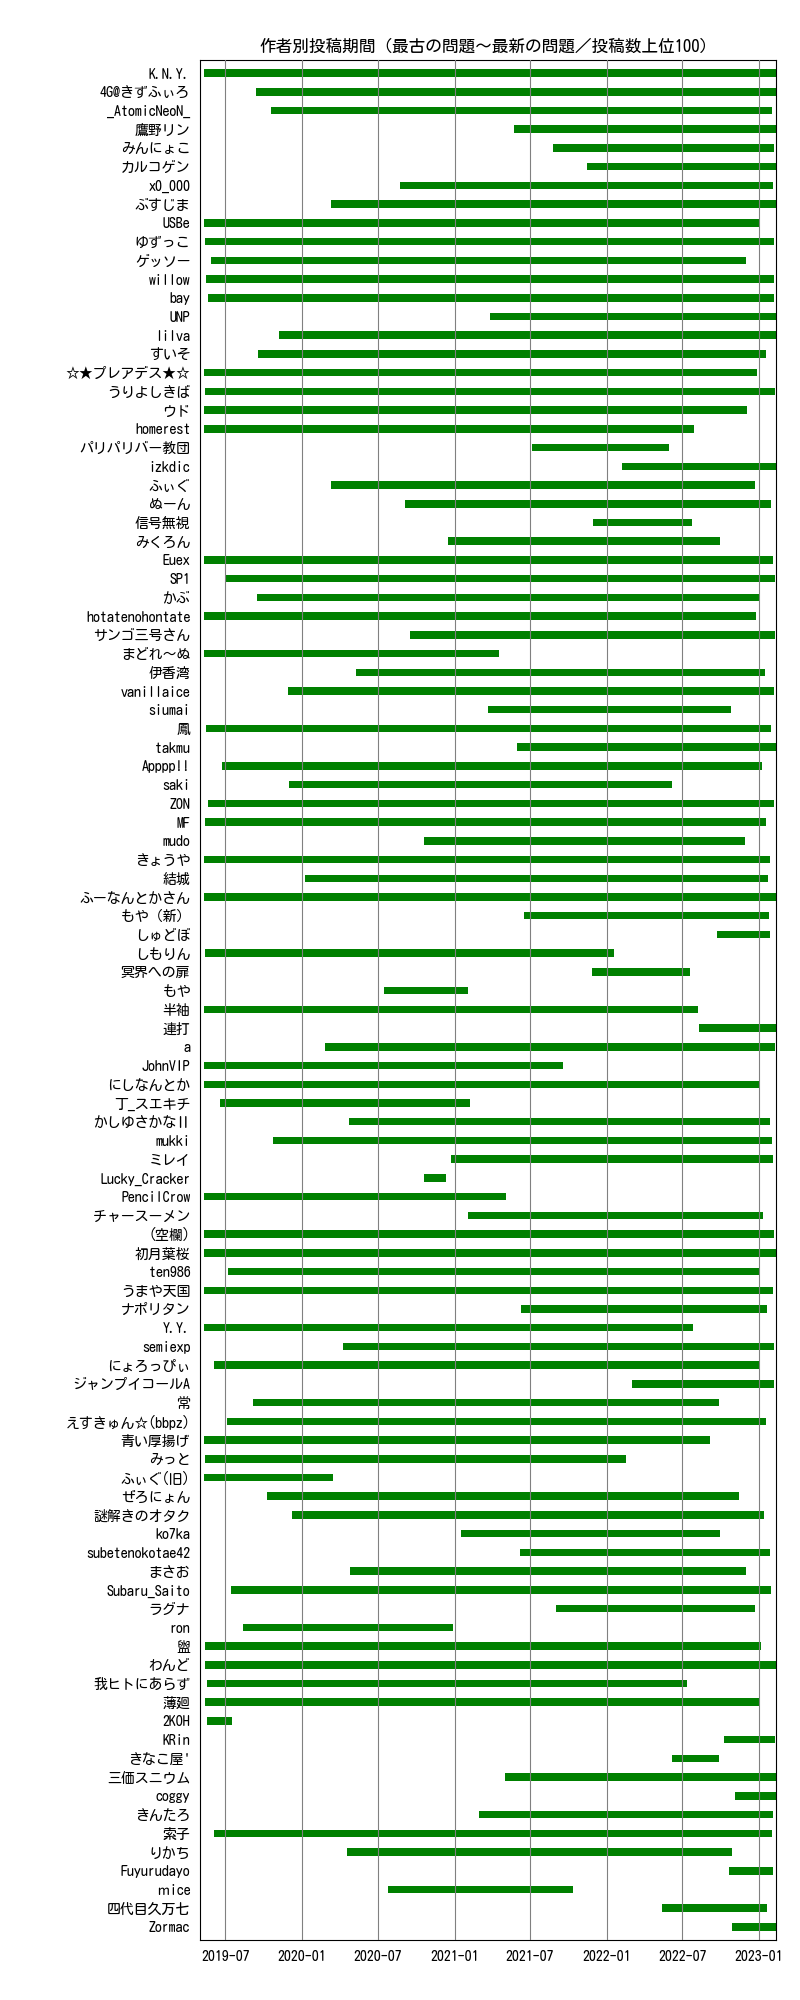 作者別投稿期間（最古の問題～最新の問題／投稿数上位100）
K.N.Y.
4G@きずふぃろ
_AtomicNeoN_
鷹野リン
みんにょこ
カルコゲン
x0_000
ぶすじま
USBe
ゆずっこ
ゲッソー
willow
bay
UNP
lilva
すいそ
☆★プレアデス★☆
うりよしきば
ウド
homerest
パリパリバー教団
izkdic
ふぃぐ
ぬーん
信号無視
みくろん
Euex
SP1
かぶ
hotatenohontate
サンゴ三号さん
まどれ～ぬ
伊香湾
vanillaice
siumai
鳳
takmu
Appppll
saki
ZON
MF
mudo
きょうや
結城
ふーなんとかさん
もや（新）
しゅどぼ
しもりん
冥界への扉
もや
半袖
連打
a
JohnVIP
にしなんとか
丁_スエキチ
かしゆさかなII
mukki
ミレイ
Lucky_Cracker
PencilCrow
チャースーメン
(空欄)
初月葉桜
ten986
うまや天国
ナポリタン
Y.Y.
semiexp
にょろっぴぃ
ジャンプイコールA
常
えすきゅん☆(bbpz)
青い厚揚げ
みっと
ふぃぐ(旧)
ぜろにょん
謎解きのオタク
ko7ka
subetenokotae42
まさお
Subaru_Saito
ラグナ
ron
盥
わんど
我ヒトにあらず
薄廻
2KOH
KRin
きなこ屋'
三価スニウム
coggy
きんたろ
索子
りかち
Fuyurudayo
mice
四代目久万七
Zormac
2019-07 2020-01 2020-07 2021-01 2021-07 2022-01 2022-07 2023-01